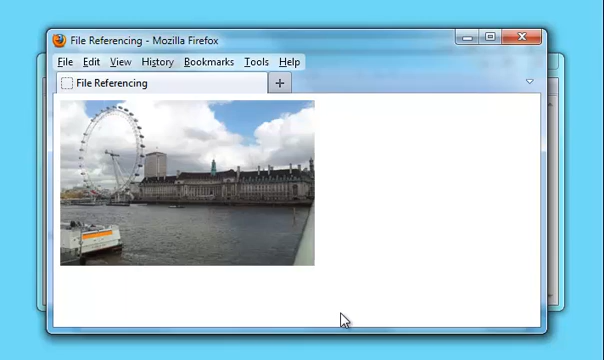 File Referencing - Mozilla Firefox
File Edit View History Bookmarks Tools Help
File Referencing